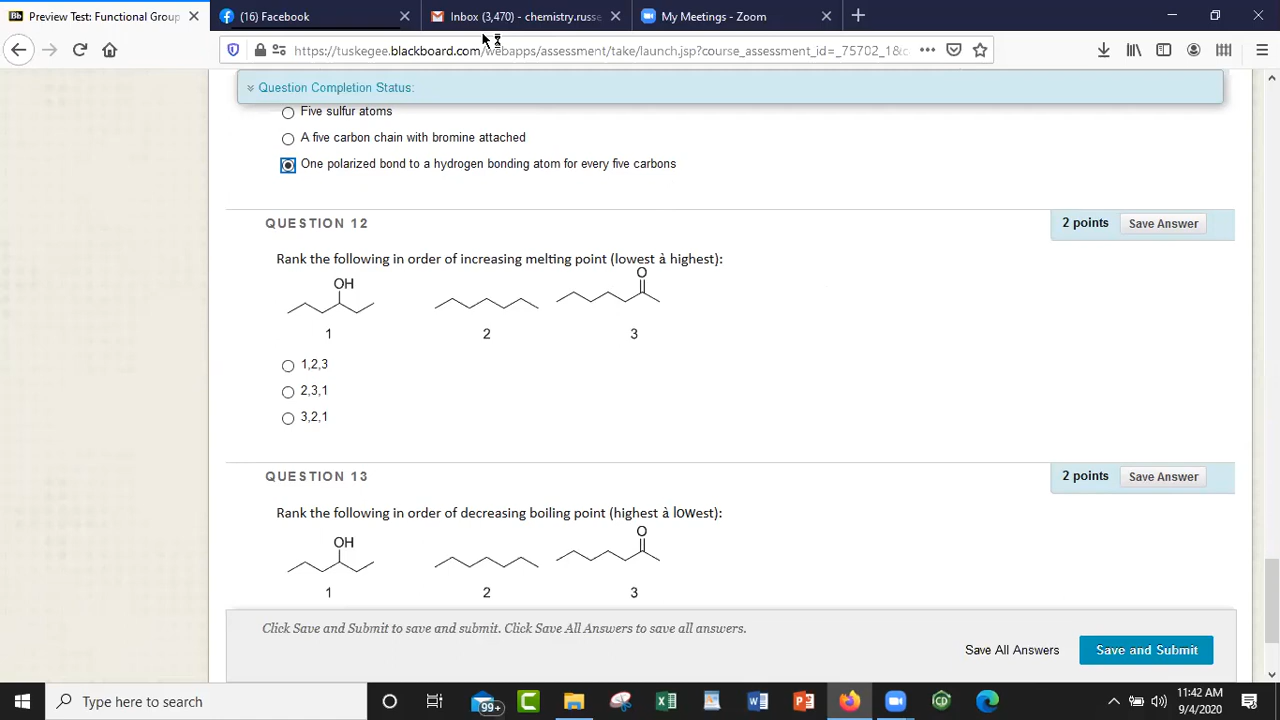 Preview Test: Functional Group
(16) Facebook
Inbox (3,470) - chemistry.russe
My Meetings - Zoom
https://tuskegee.blackboard.com/webapps/assessment/take/launch.jsp?course_assessment_id=_75702_1&c
Question Completion Status:
Five sulfur atoms
A five carbon chain with bromine attached
One polarized bond to a hydrogen bonding atom for every five carbons
QUESTION 12
2 points
Save Answer
Rank the following in order of increasing melting point (lowest à highest):
OH
O
1
2
3
1,2,3
2,3,1
3,2,1
QUESTION 13
2 points
Save Answer
Rank the following in order of decreasing boiling point (highest à lowest):
OH
O
1
2
3
Click Save and Submit to save and submit. Click Save All Answers to save all answers.
Save All Answers
Save and Submit
Type here to search
99+
11:42 AM
9/4/2020